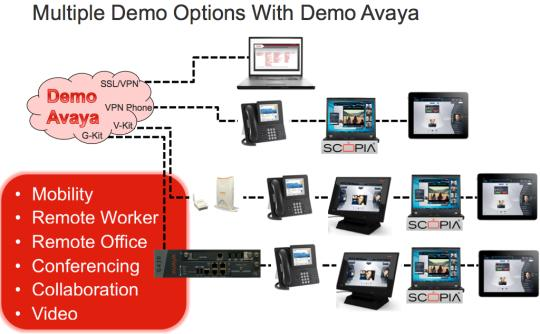 Multiple Demo Options With Demo Avaya
SSL/VPN
Demo
Avaya
VPN Phone
V-Kit
G-Kit
SCOPIA
• Mobility
• Remote Worker
• Remote Office
• Conferencing
• Collaboration
• Video
SCOPIA
SCOPIA